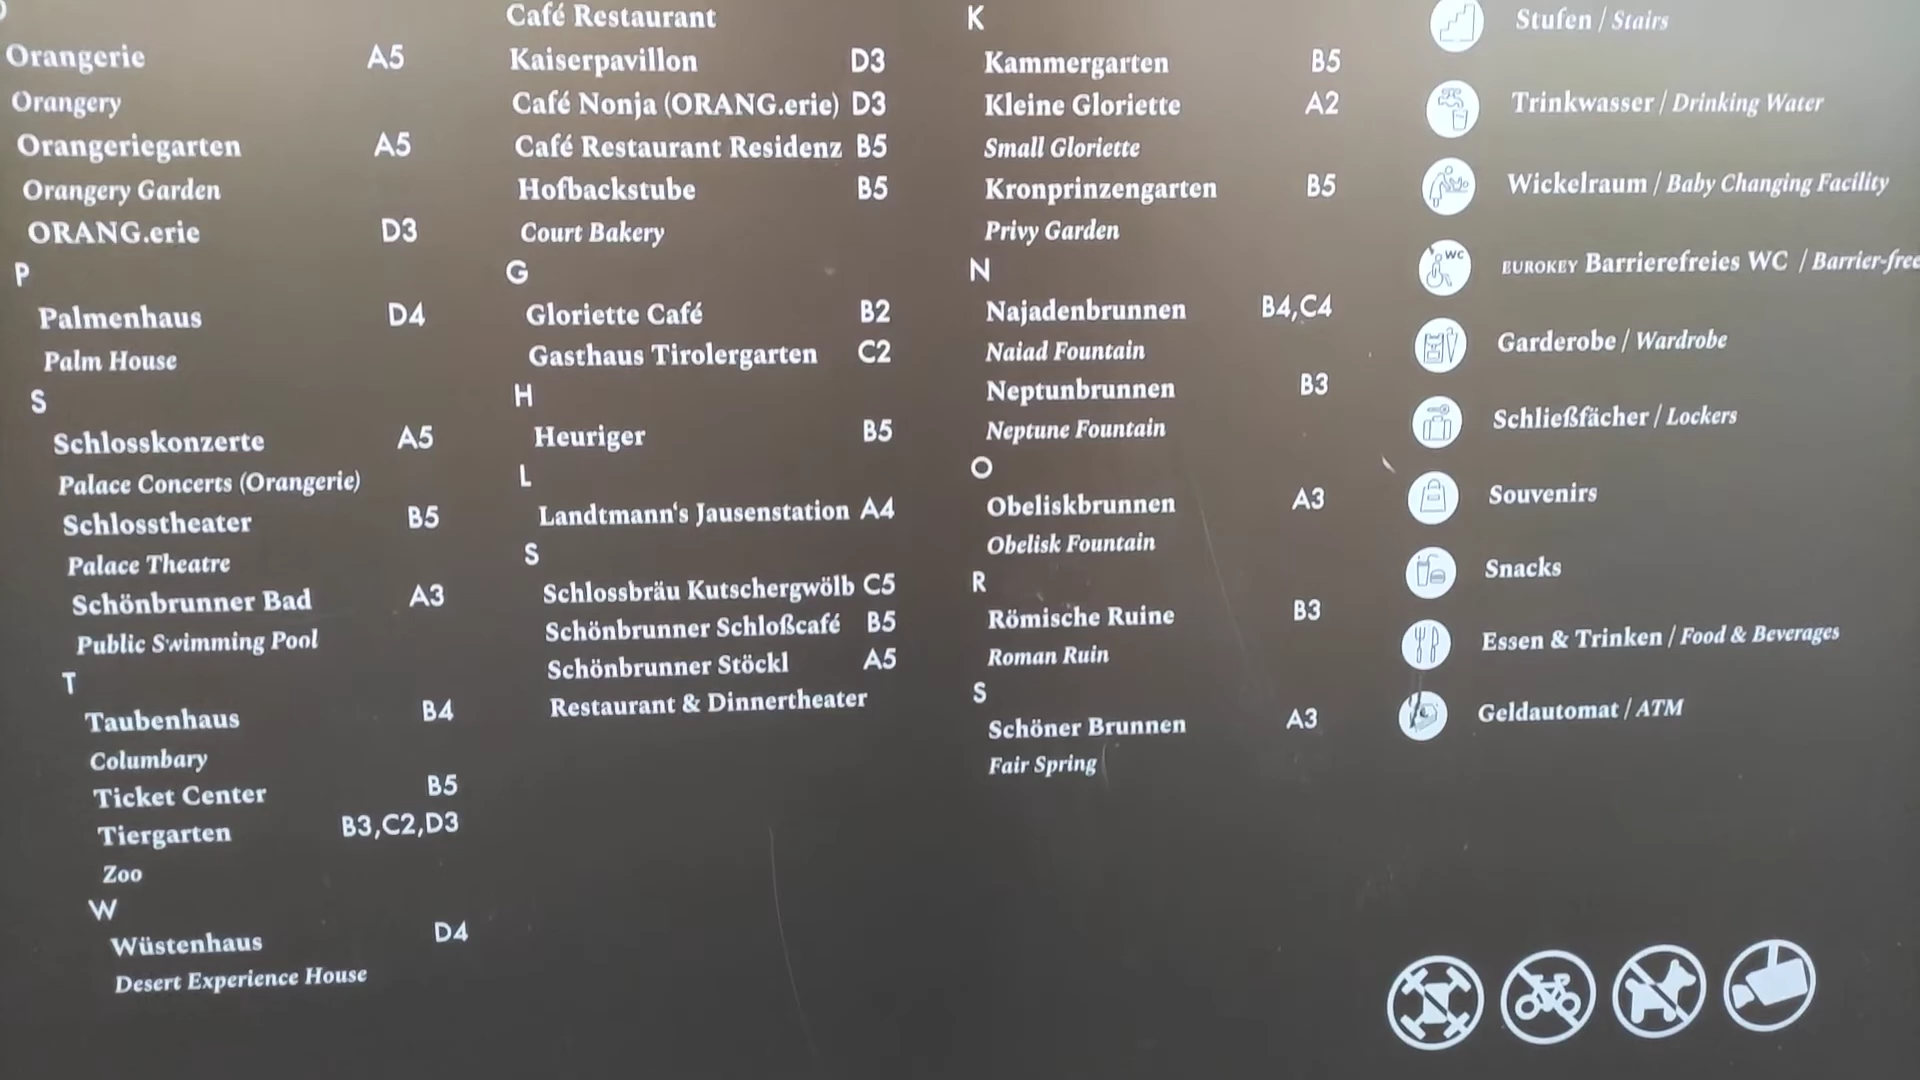 Orangerie A5
Orangery
Orangeriegarten A5
Orangery Garden
ORANG.erie D3
P
Palmenhaus D4
Palm House
S
Schlosskonzerte A5
Palace Concerts (Orangerie)
Schlosstheater B5
Palace Theatre
Schönbrunner Bad A3
Public Swimming Pool
T
Taubenhaus B4
Columbary
Ticket Center B5
Tiergarten B3,C2,D3
Zoo
W
Wüstenhaus D4
Desert Experience House
Café Restaurant
Kaiserpavillon D3
Café Nonja (ORANG.erie) D3
Café Restaurant Residenz B5
Hofbackstube B5
Court Bakery
G
Gloriette Café B2
Gasthaus Tirolergarten C2
H
Heuriger B5
L
Landtmann‘s Jausenstation A4
S
Schlossbräu Kutschergwölb C5
Schönbrunner Schloßcafé B5
Schönbrunner Stöckl A5
Restaurant & Dinnertheater
K
Kammergarten B5
Kleine Gloriette A2
Small Gloriette
Kronprinzengarten B5
Privy Garden
N
Najadenbrunnen B4,C4
Naiad Fountain
Neptunbrunnen B3
Neptune Fountain
O
Obeliskbrunnen A3
Obelisk Fountain
R
Römische Ruine B3
Roman Ruin
S
Schöner Brunnen A3
Fair Spring
Stufen / Stairs
Trinkwasser / Drinking Water
Wickelraum / Baby Changing Facility
WC
EUROKEY Barrierefreies WC / Barrier-free
Garderobe / Wardrobe
Schließfächer / Lockers
Souvenirs
Snacks
Essen & Trinken / Food & Beverages
Geldautomat / ATM